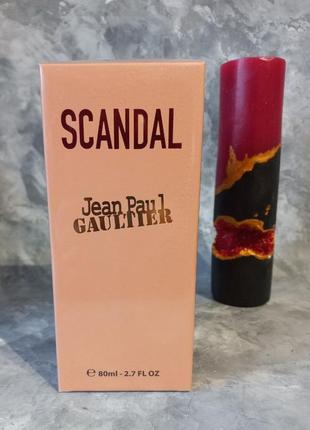 SCANDAL
Jean Paul
GAULTIER
℮ 80ml - 2.7 FL OZ